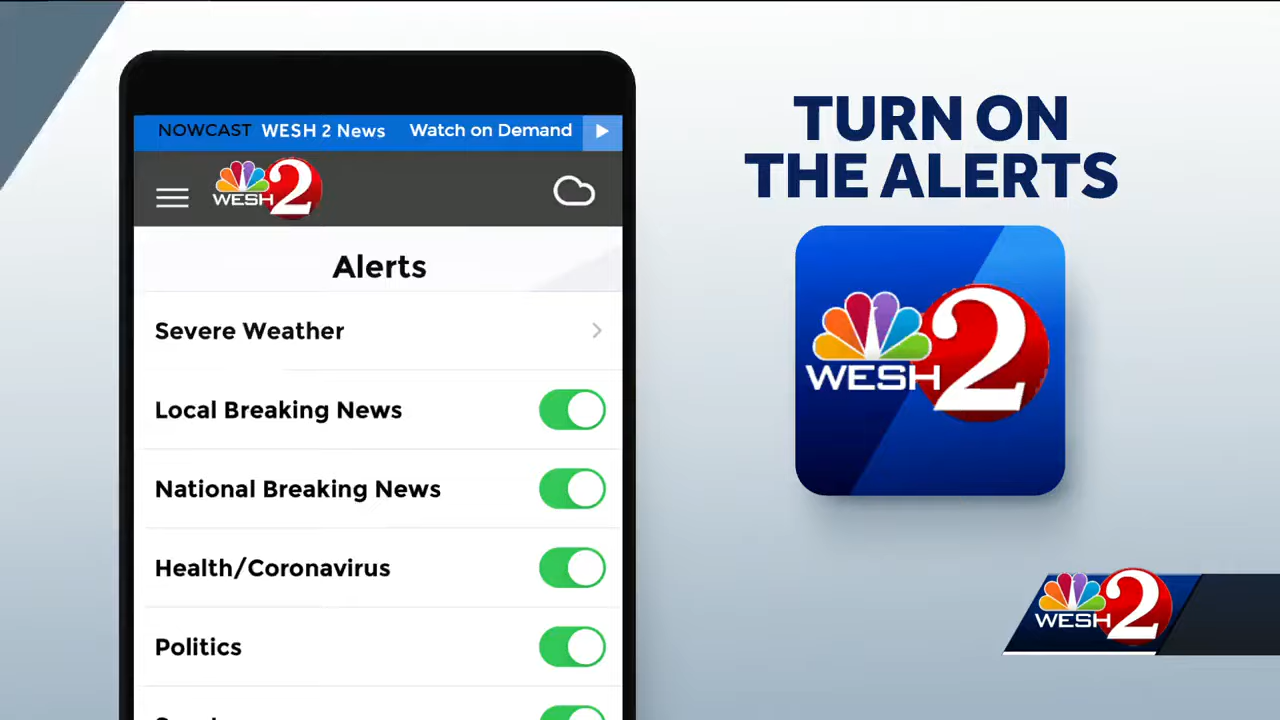 NOWCAST WESH 2 News Watch on Demand
WESH 2
Alerts
Severe Weather
Local Breaking News
National Breaking News
Health/Coronavirus
Politics
TURN ON
THE ALERTS
WESH 2
WESH 2